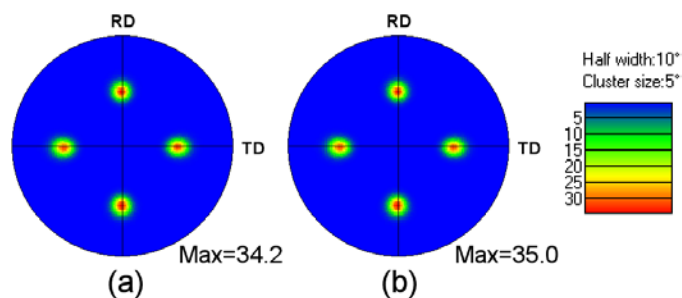 RD
TD
Max=34.2
(a)
RD
TD
Max=35.0
(b)
Half width:10°
Cluster size:5°
5
10
15
20
25
30